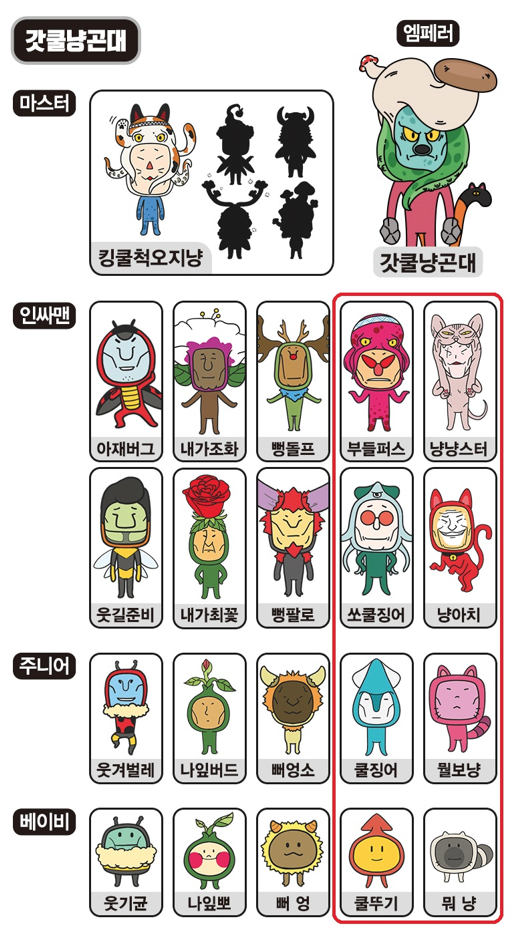 갓쿨냥곤대
엠페러
마스터
킹쿨척오지냥
갓쿨냥곤대
인싸맨
아재버그
내가조화
뻥돌프
부들퍼스
냥냥스터
웃길준비
내가최꽃
뻥팔로
쏘쿨징어
냥아치
주니어
웃겨벌레
나잎버드
뻐엉소
쿨징어
뭘보냥
베이비
웃기균
나잎뽀
뻐 엉
쿨뚜기
뭐 냥